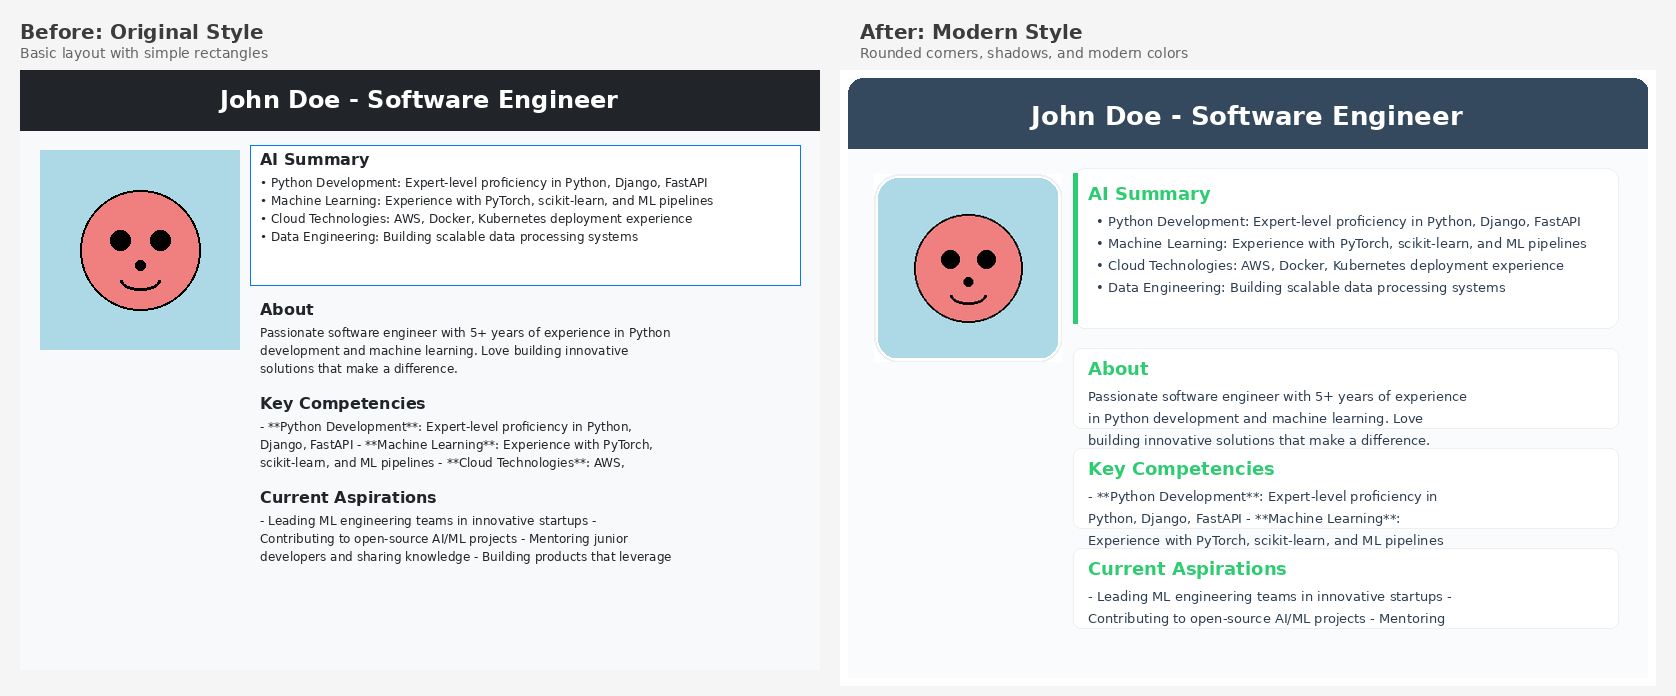 Before: Original Style
Basic layout with simple rectangles
John Doe - Software Engineer
AI Summary
• Python Development: Expert-level proficiency in Python, Django, FastAPI
• Machine Learning: Experience with PyTorch, scikit-learn, and ML pipelines
• Cloud Technologies: AWS, Docker, Kubernetes deployment experience
• Data Engineering: Building scalable data processing systems
About
Passionate software engineer with 5+ years of experience in Python
development and machine learning. Love building innovative
solutions that make a difference.
Key Competencies
- **Python Development**: Expert-level proficiency in Python,
Django, FastAPI - **Machine Learning**: Experience with PyTorch,
scikit-learn, and ML pipelines - **Cloud Technologies**: AWS,
Current Aspirations
- Leading ML engineering teams in innovative startups -
Contributing to open-source AI/ML projects - Mentoring junior
developers and sharing knowledge - Building products that leverage
After: Modern Style
Rounded corners, shadows, and modern colors
John Doe - Software Engineer
AI Summary
• Python Development: Expert-level proficiency in Python, Django, FastAPI
• Machine Learning: Experience with PyTorch, scikit-learn, and ML pipelines
• Cloud Technologies: AWS, Docker, Kubernetes deployment experience
• Data Engineering: Building scalable data processing systems
About
Passionate software engineer with 5+ years of experience
in Python development and machine learning. Love
building innovative solutions that make a difference.
Key Competencies
- **Python Development**: Expert-level proficiency in
Python, Django, FastAPI - **Machine Learning**:
Experience with PyTorch, scikit-learn, and ML pipelines
Current Aspirations
- Leading ML engineering teams in innovative startups -
Contributing to open-source AI/ML projects - Mentoring